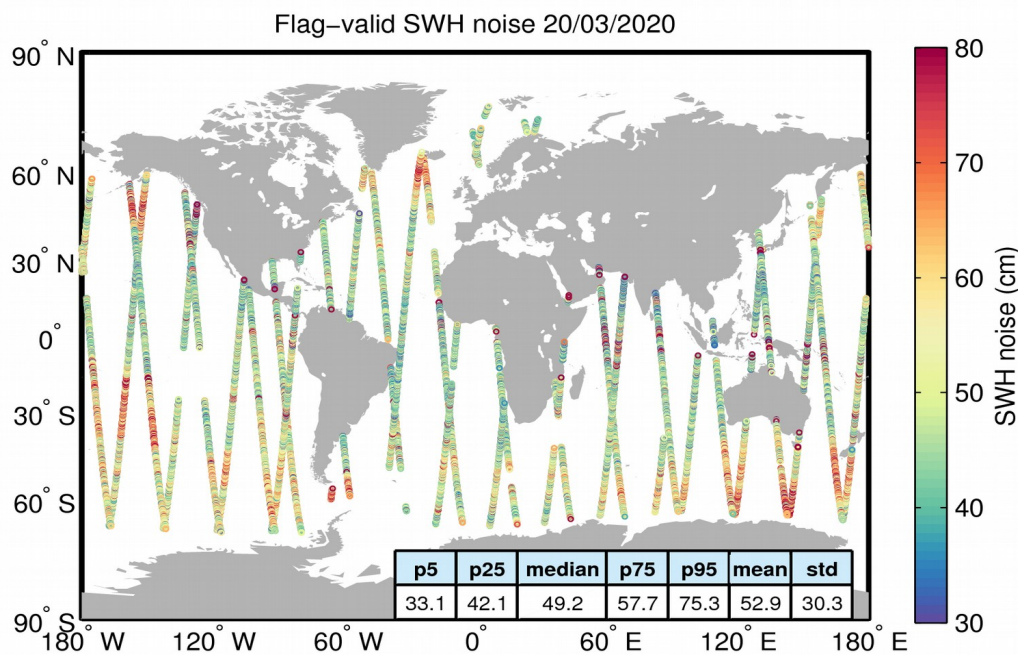 Flag−valid SWH noise 20/03/2020
90° N
60° N
30° N
0°
30° S
60° S
90° S
180° W
120° W
60° W
0°
60° E
120° E
180° E
80
70
60
50
40
30
SWH noise (cm)
p5 p25 median p75 p95 mean std
33.1 42.1 49.2 57.7 75.3 52.9 30.3